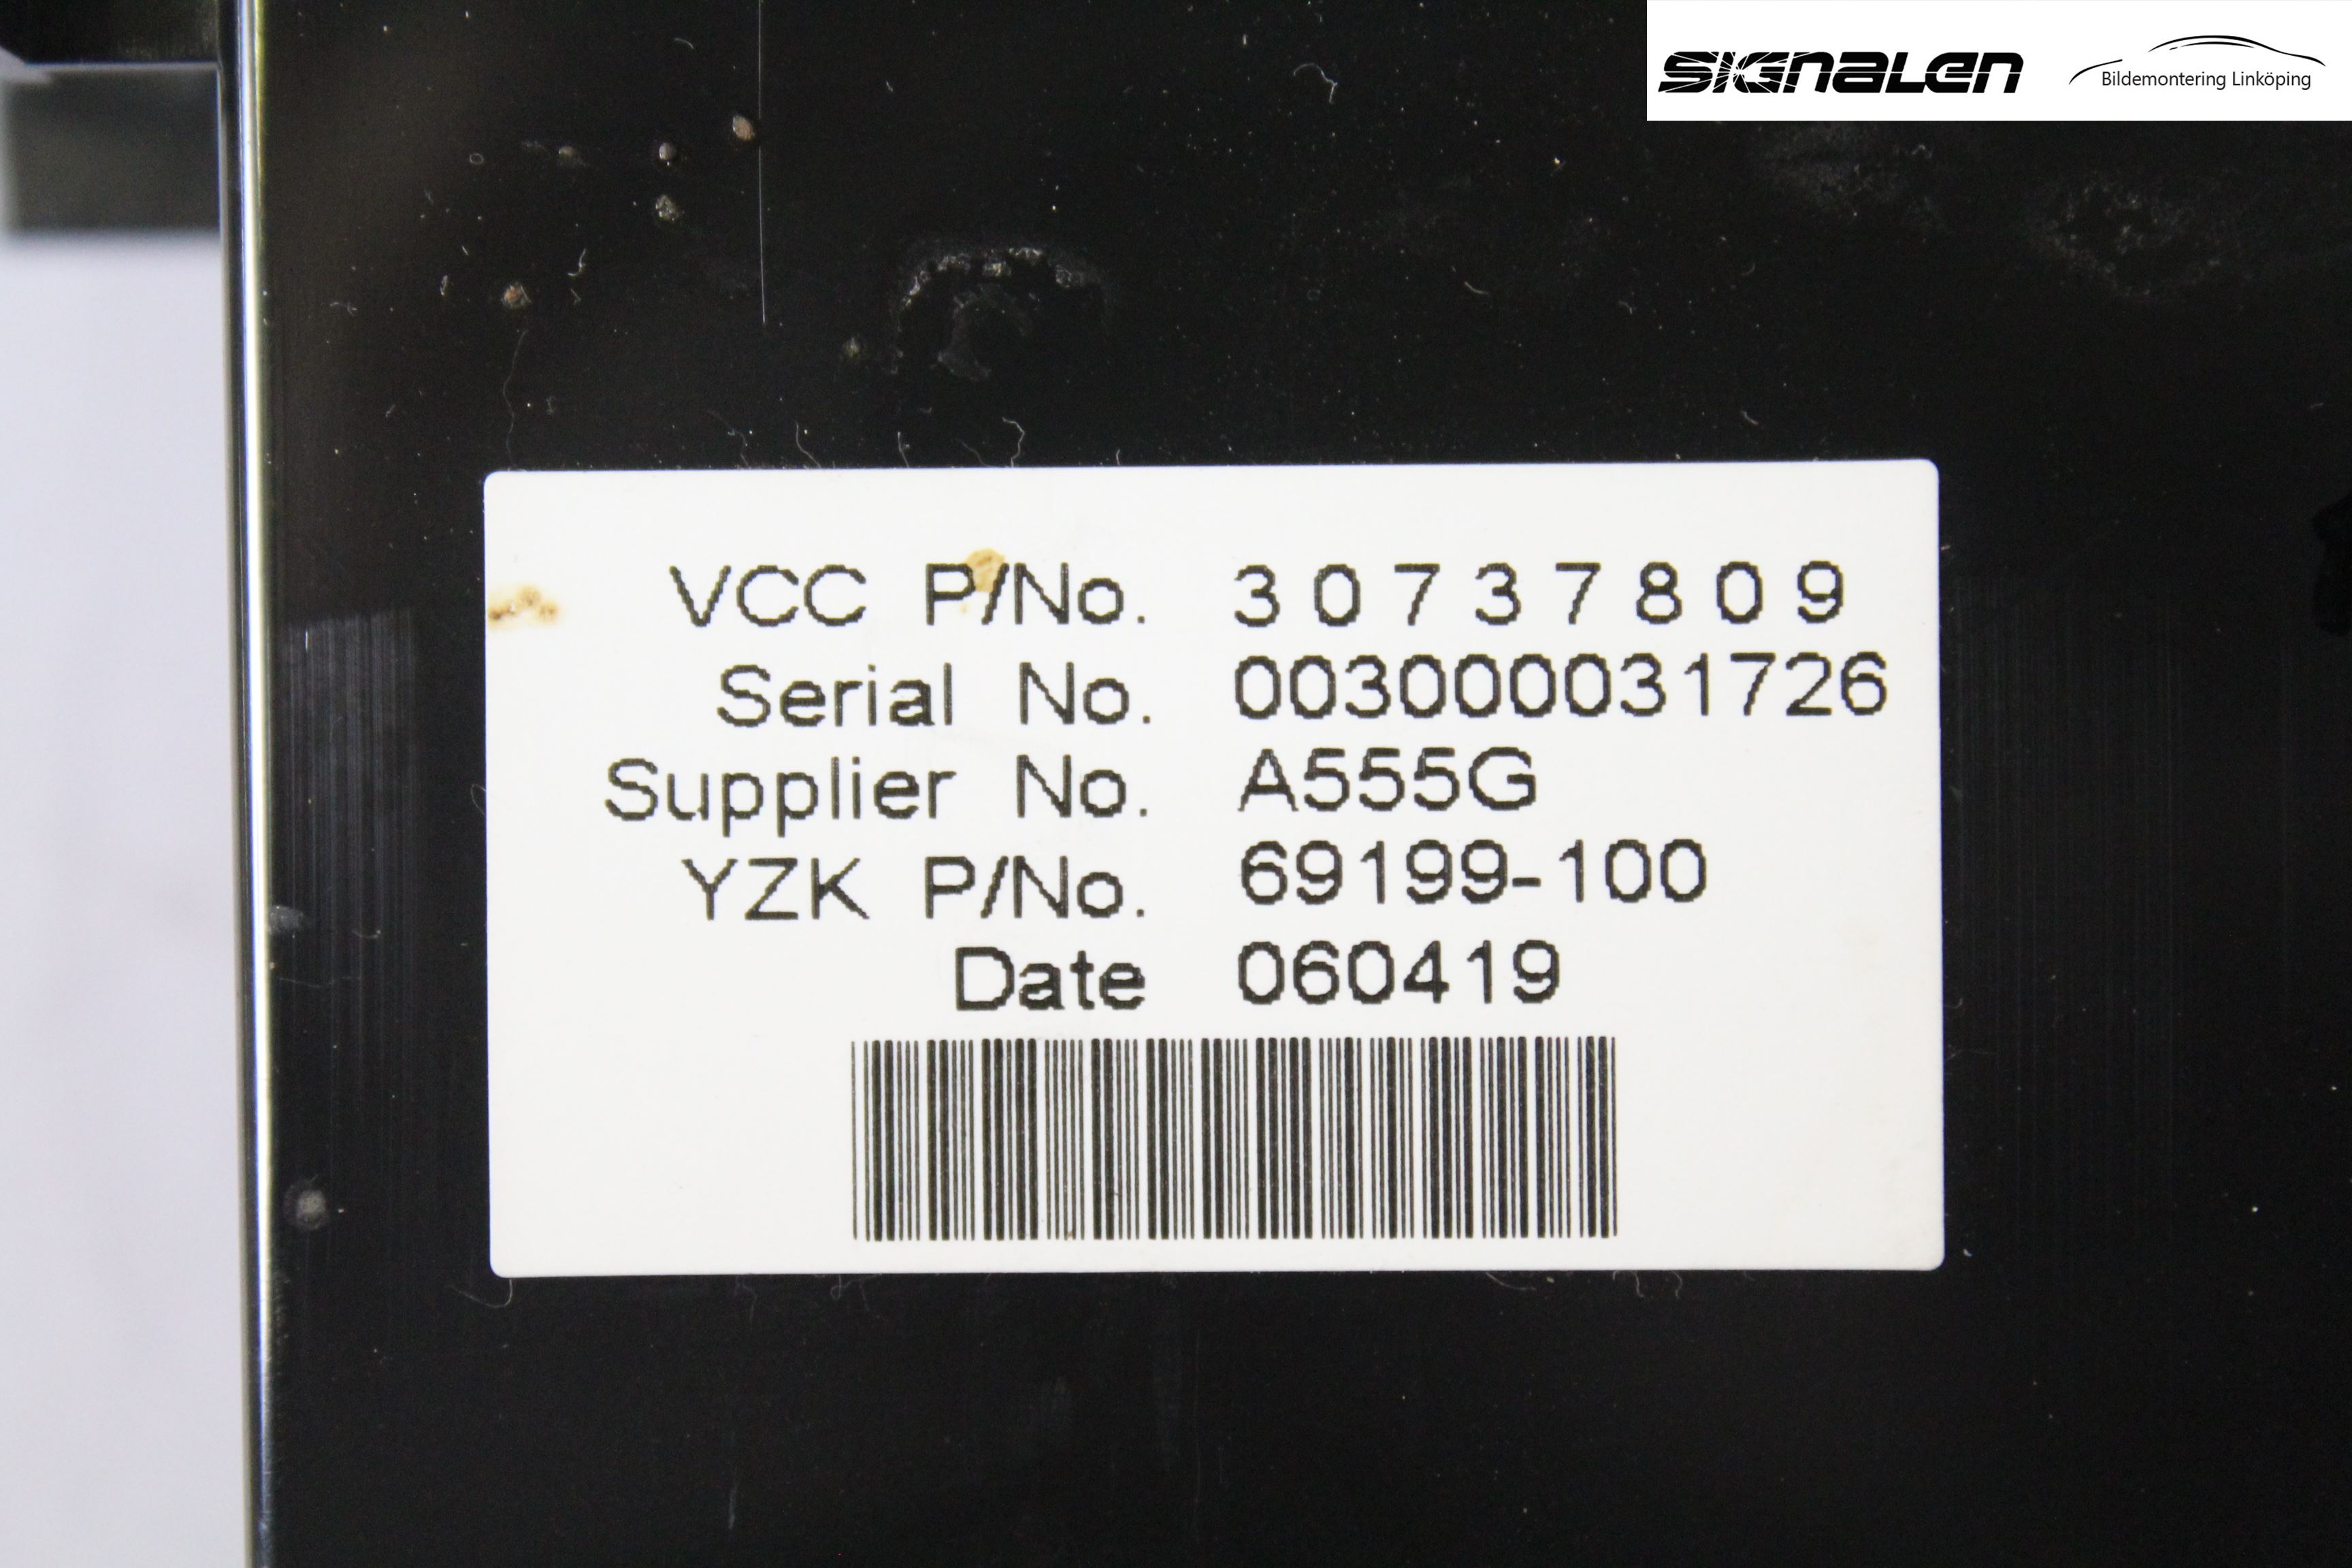 SIGNALEN
Bildemontering Linköping
VCC P/No. 30737809
Serial No. 003000031726
Supplier No. A555G
YZK P/No. 69199-100
Date 060419